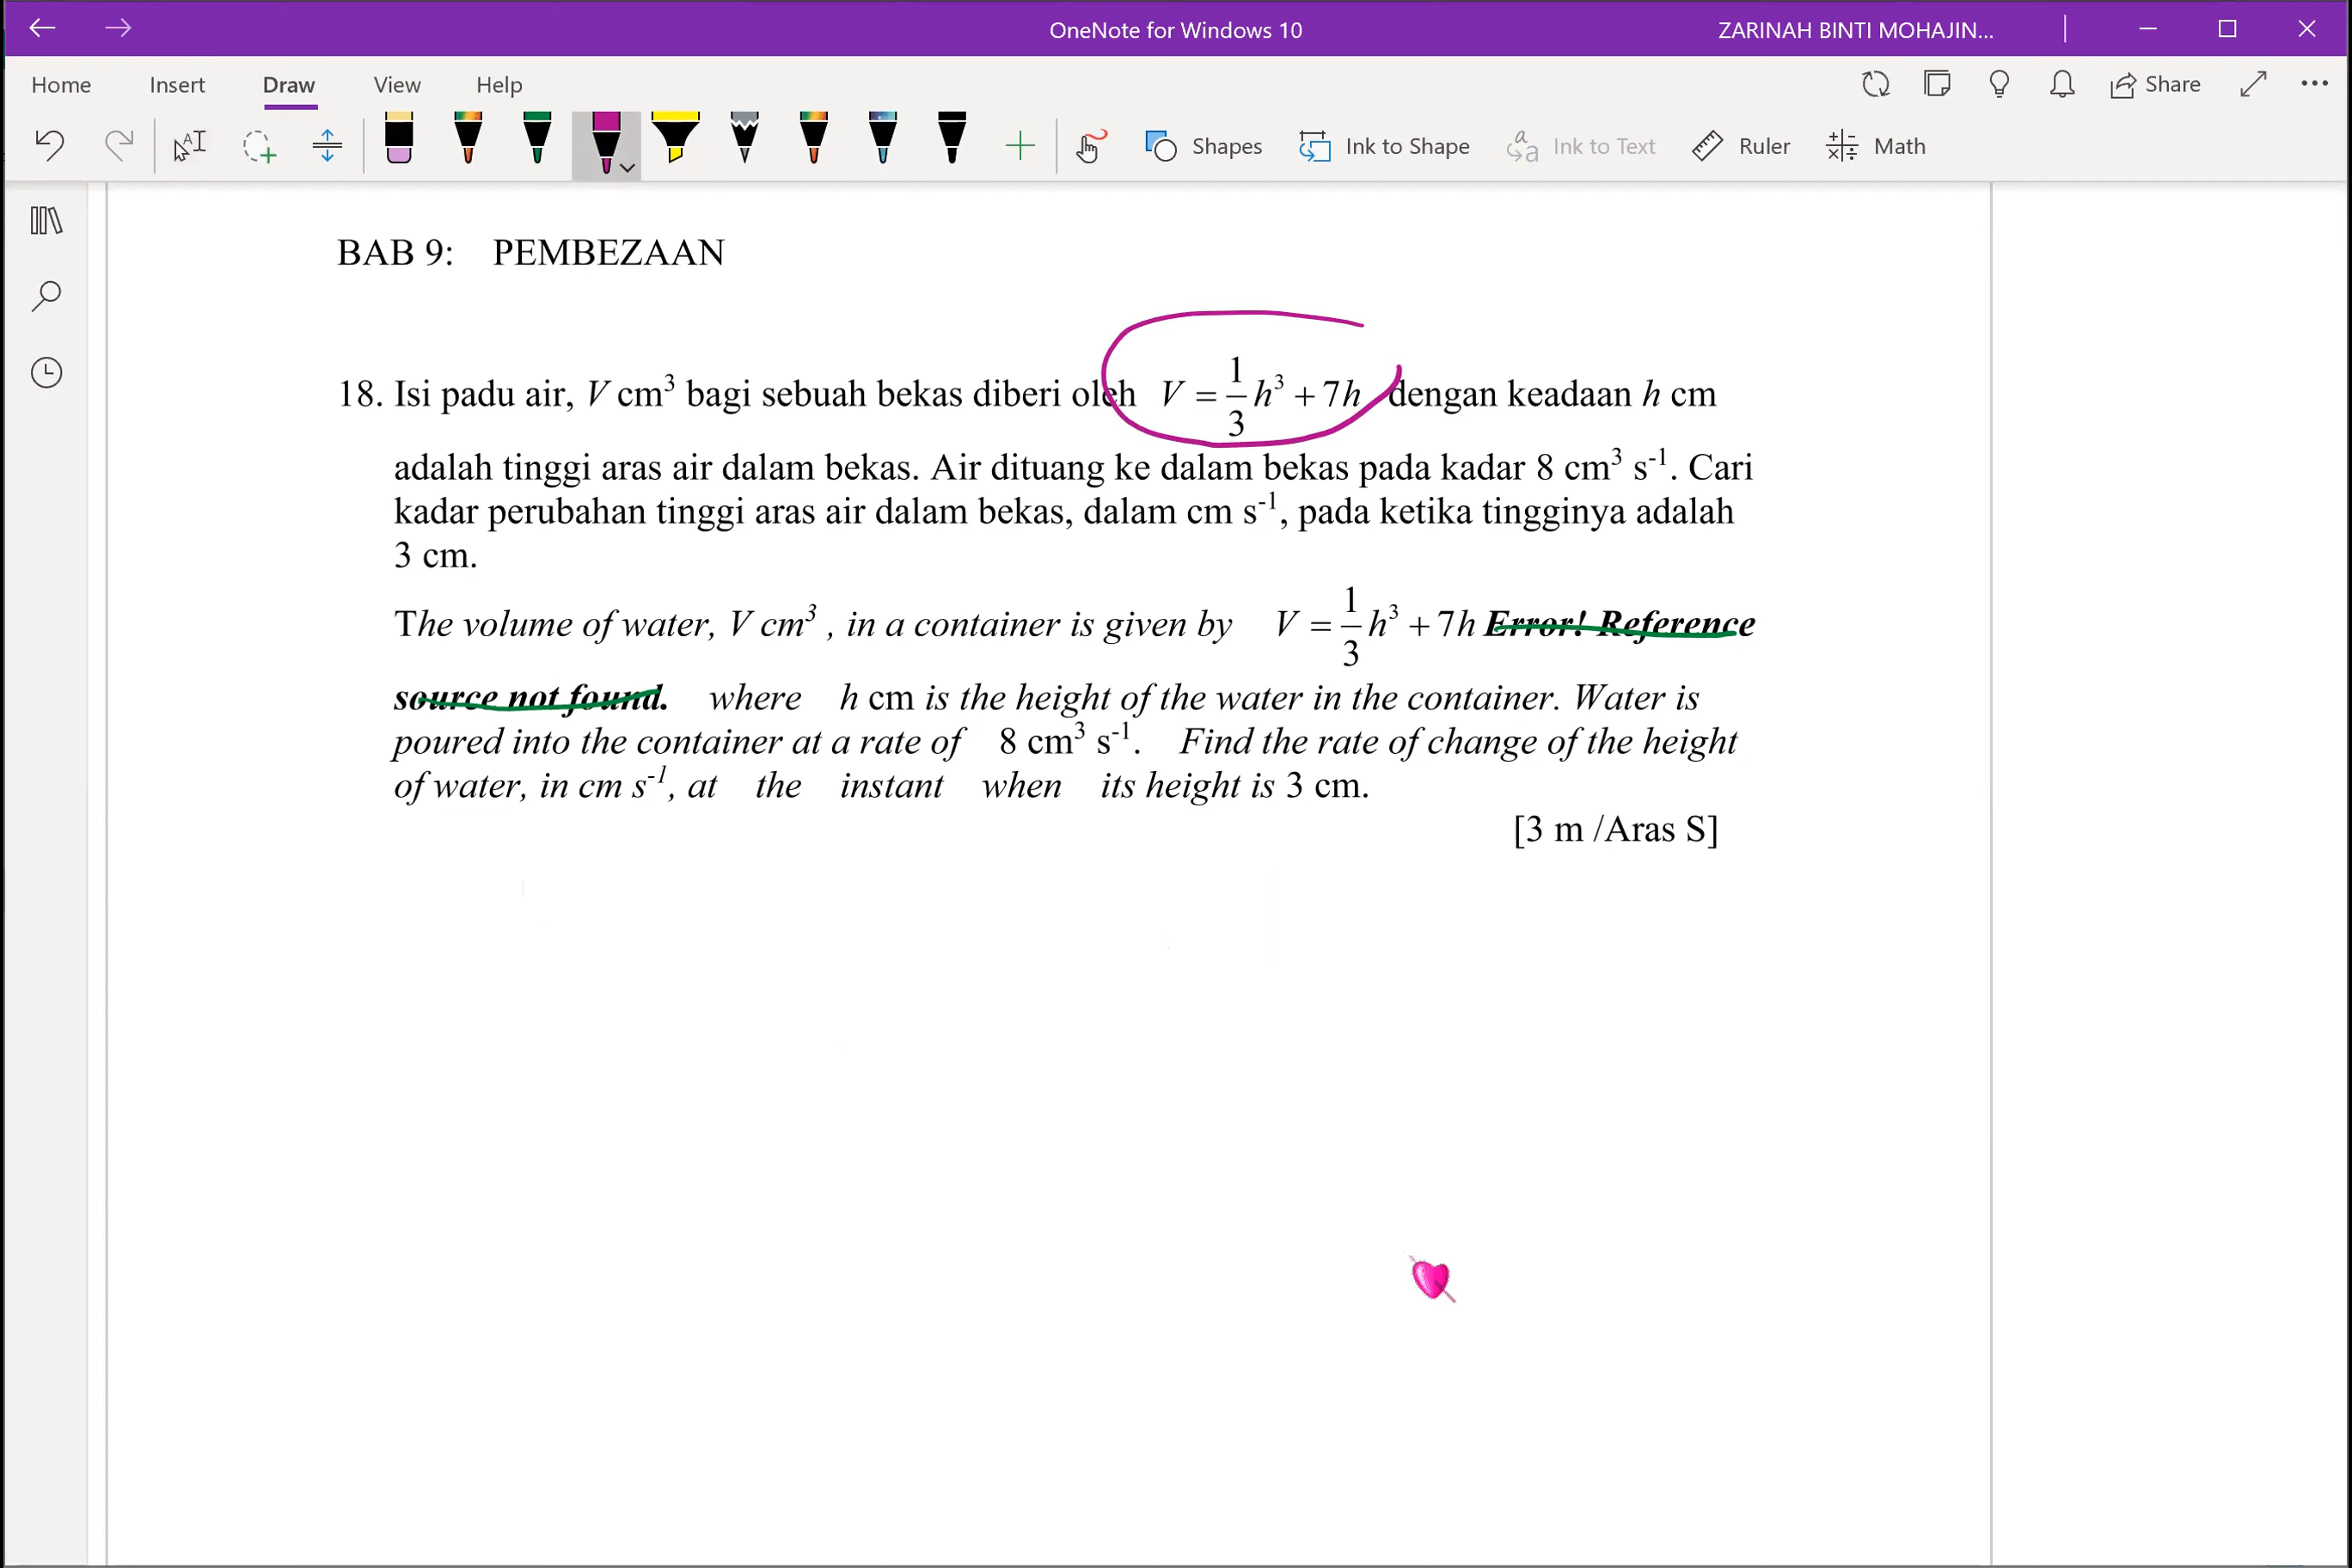 OneNote for Windows 10 ZARINAH BINTI MOHAJIN...
Home Insert Draw View Help Share
Shapes Ink to Shape Ink to Text Ruler Math
BAB 9: PEMBEZAAN
18. Isi padu air, V cm³ bagi sebuah bekas diberi oleh V = 1/3 h³ + 7h dengan keadaan h cm
adalah tinggi aras air dalam bekas. Air dituang ke dalam bekas pada kadar 8 cm³ s⁻¹. Cari
kadar perubahan tinggi aras air dalam bekas, dalam cm s⁻¹, pada ketika tingginya adalah
3 cm.
The volume of water, V cm³ , in a container is given by V = 1/3 h³ + 7h Error! Reference
source not found. where h cm is the height of the water in the container. Water is
poured into the container at a rate of 8 cm³ s⁻¹. Find the rate of change of the height
of water, in cm s⁻¹, at the instant when its height is 3 cm.
[3 m /Aras S]